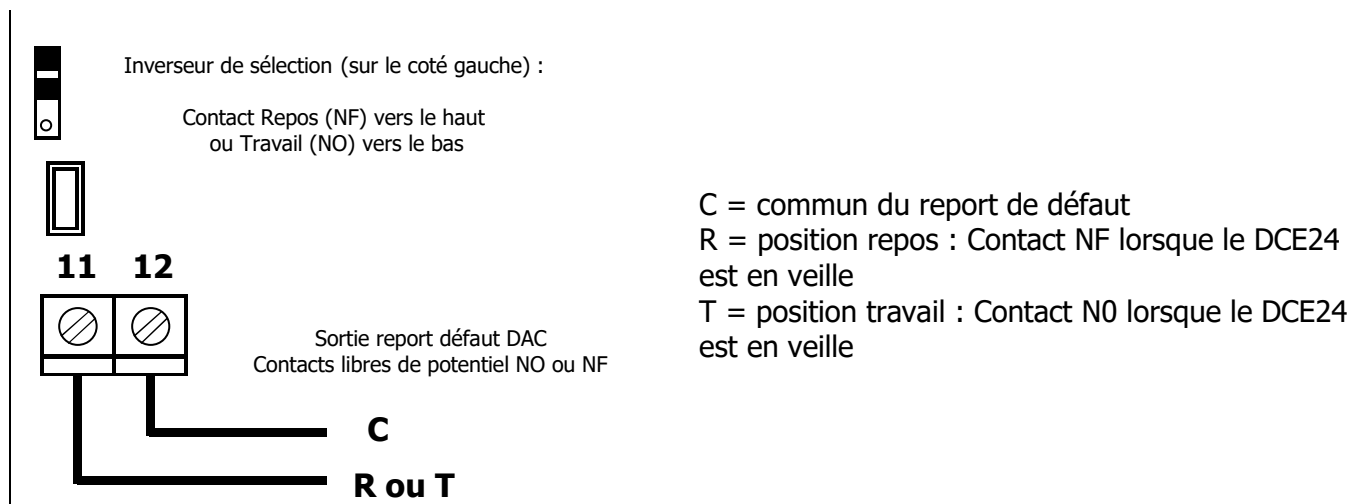 Inverseur de sélection (sur le coté gauche) :
Contact Repos (NF) vers le haut
ou Travail (NO) vers le bas
11 12
Sortie report défaut DAC
Contacts libres de potentiel NO ou NF
C
R ou T
C = commun du report de défaut
R = position repos : Contact NF lorsque le DCE24
est en veille
T = position travail : Contact N0 lorsque le DCE24
est en veille